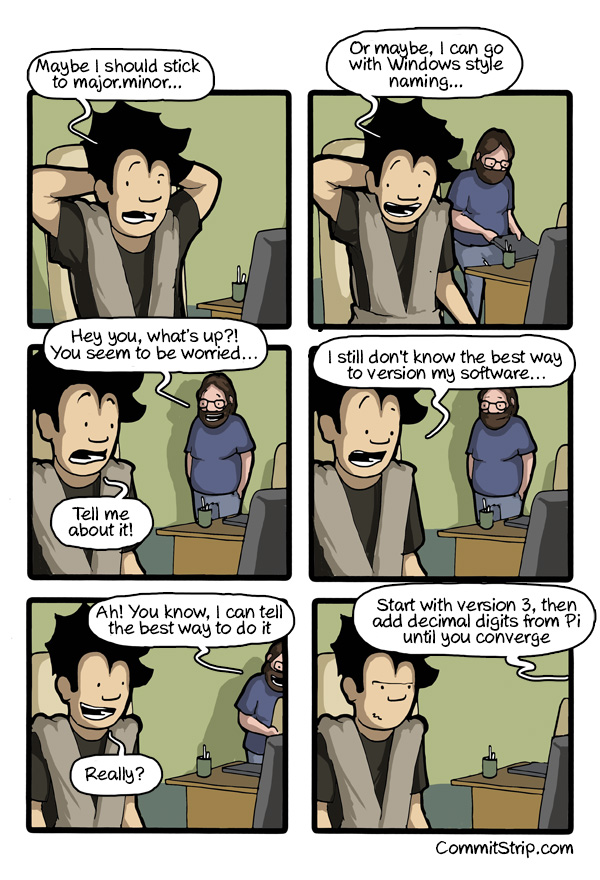 Maybe I should stick
to major.minor...
Or maybe, I can go
with Windows style
naming...
Hey you, what's up?!
You seem to be worried...
Tell me
about it!
I still don't know the best way
to version my software...
Ah! You know, I can tell
the best way to do it
Really?
Start with version 3, then
add decimal digits from Pi
until you converge
CommitStrip.com